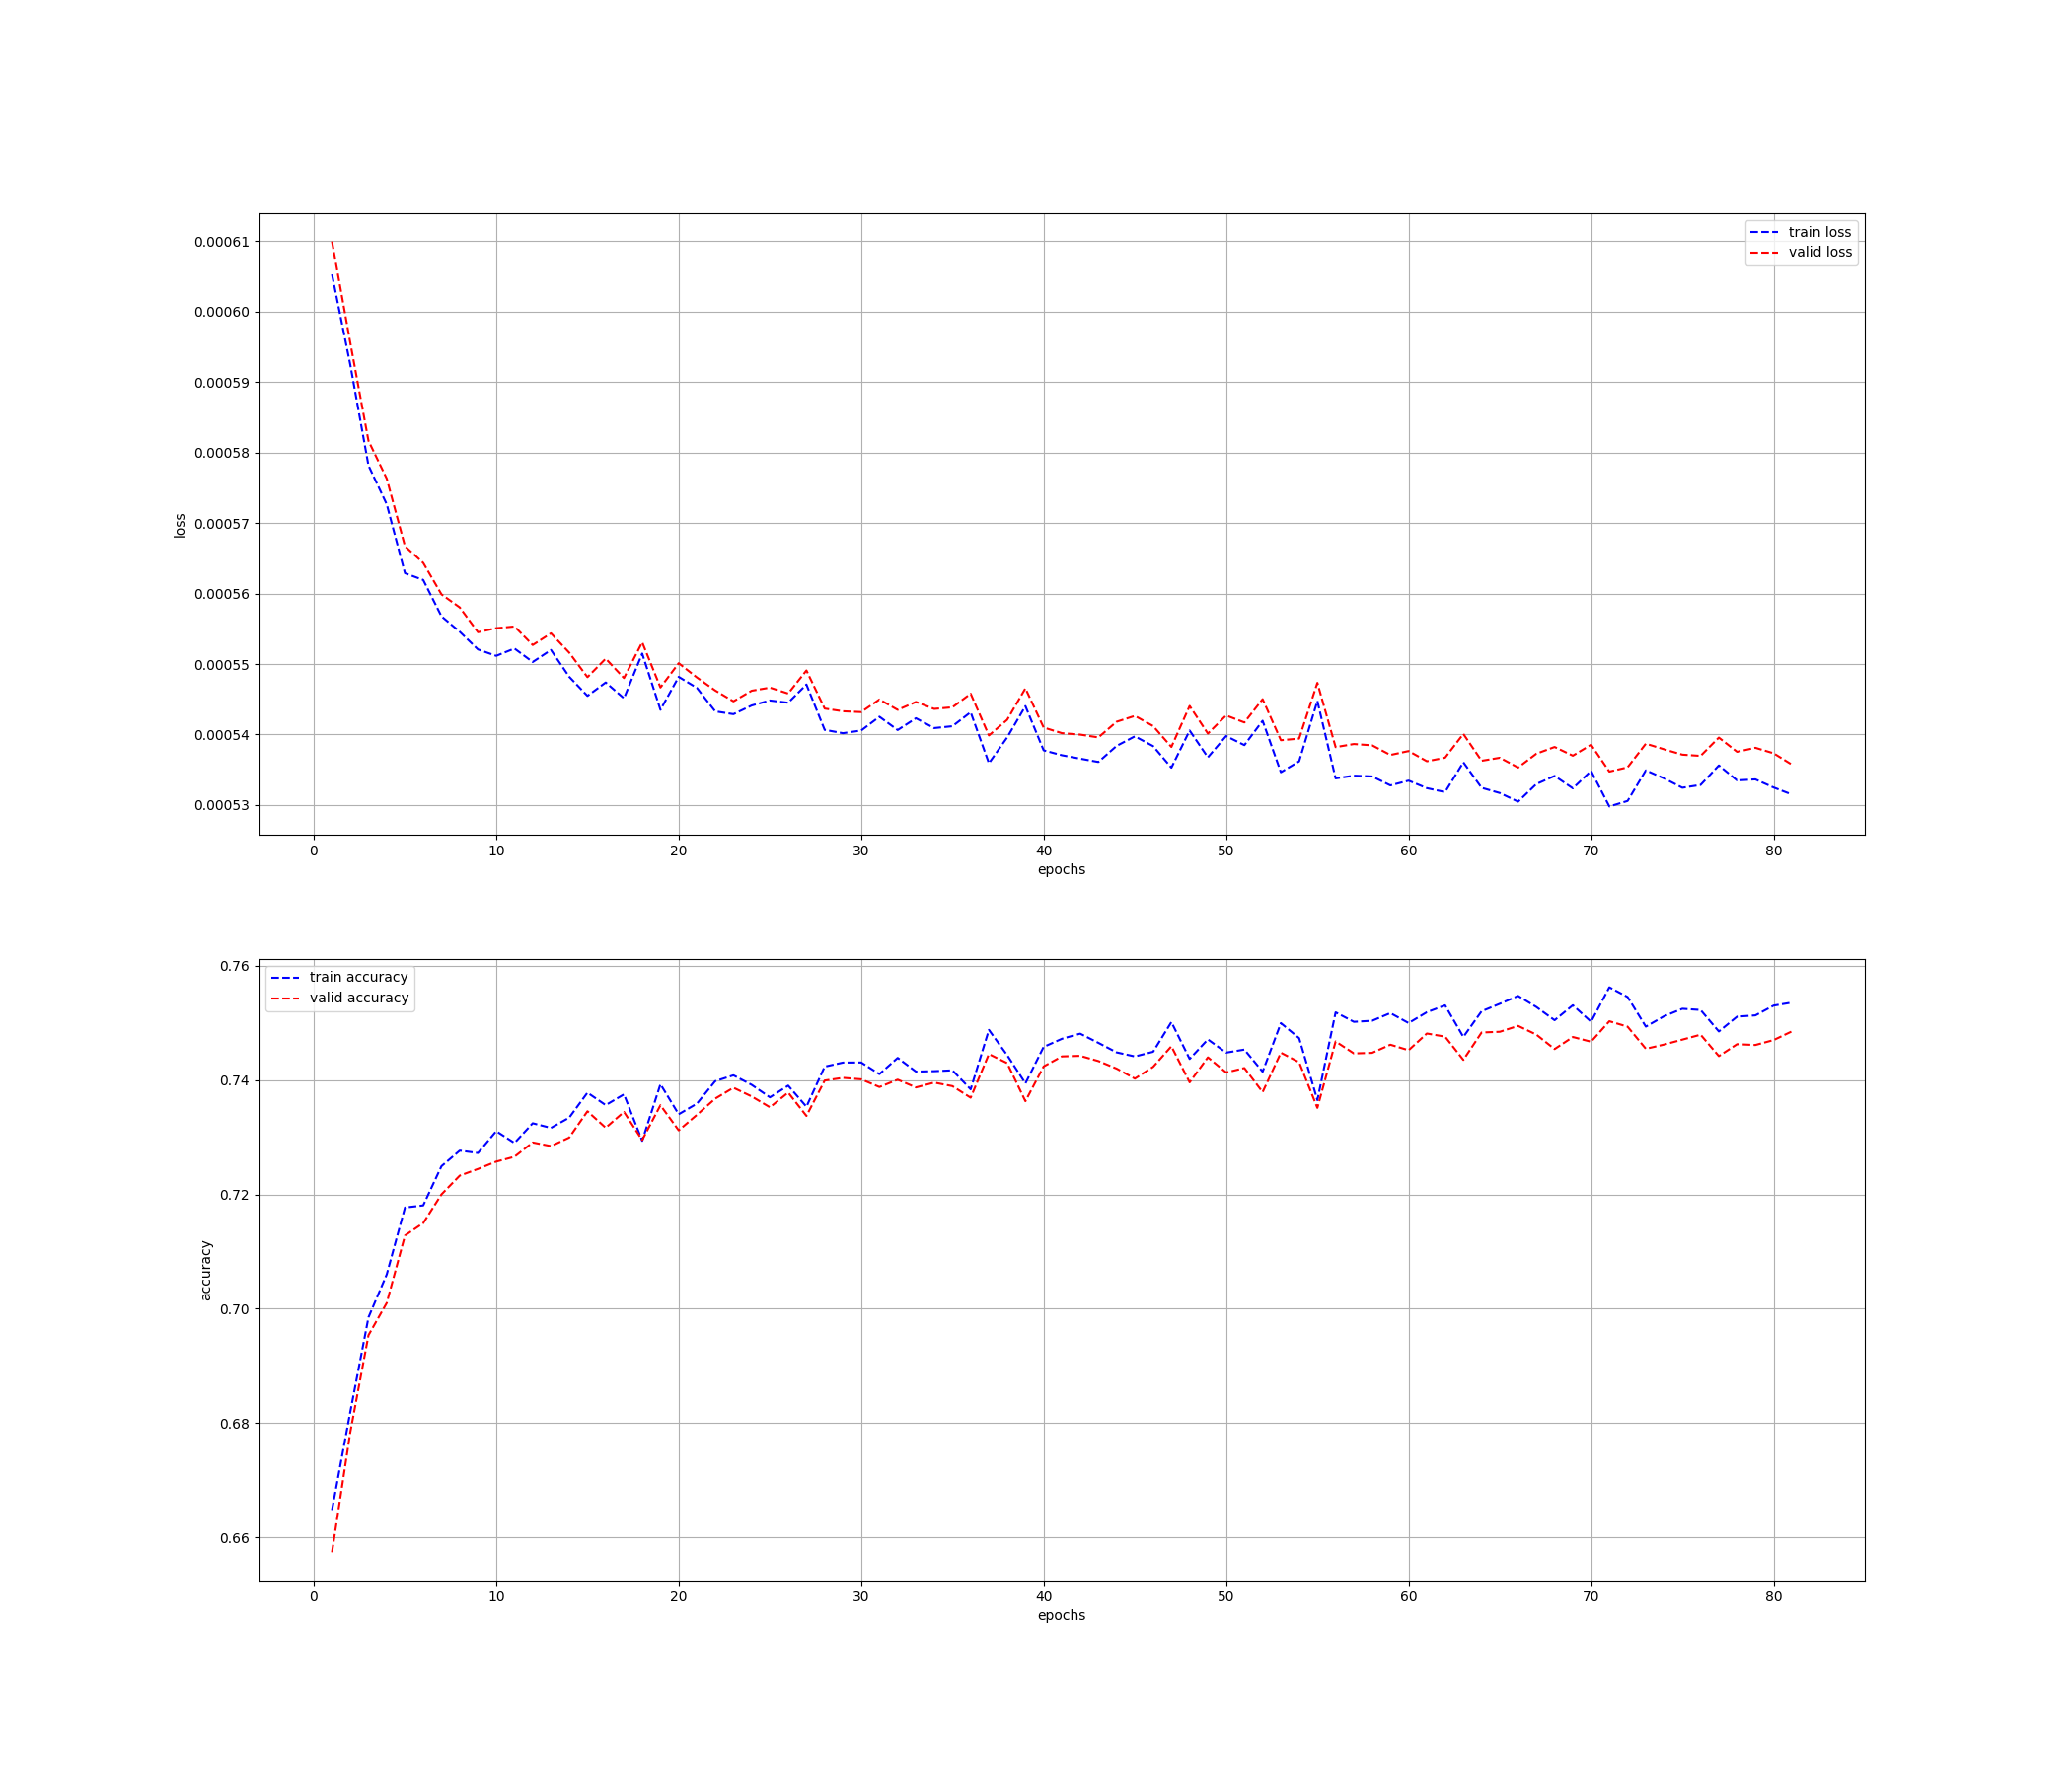 0.00061
0.00060
0.00059
0.00058
0.00057
0.00056
0.00055
0.00054
0.00053
loss
train loss
valid loss
0 10 20 30 40 50 60 70 80
epochs
0.76
0.74
0.72
0.70
0.68
0.66
accuracy
train accuracy
valid accuracy
0 10 20 30 40 50 60 70 80
epochs